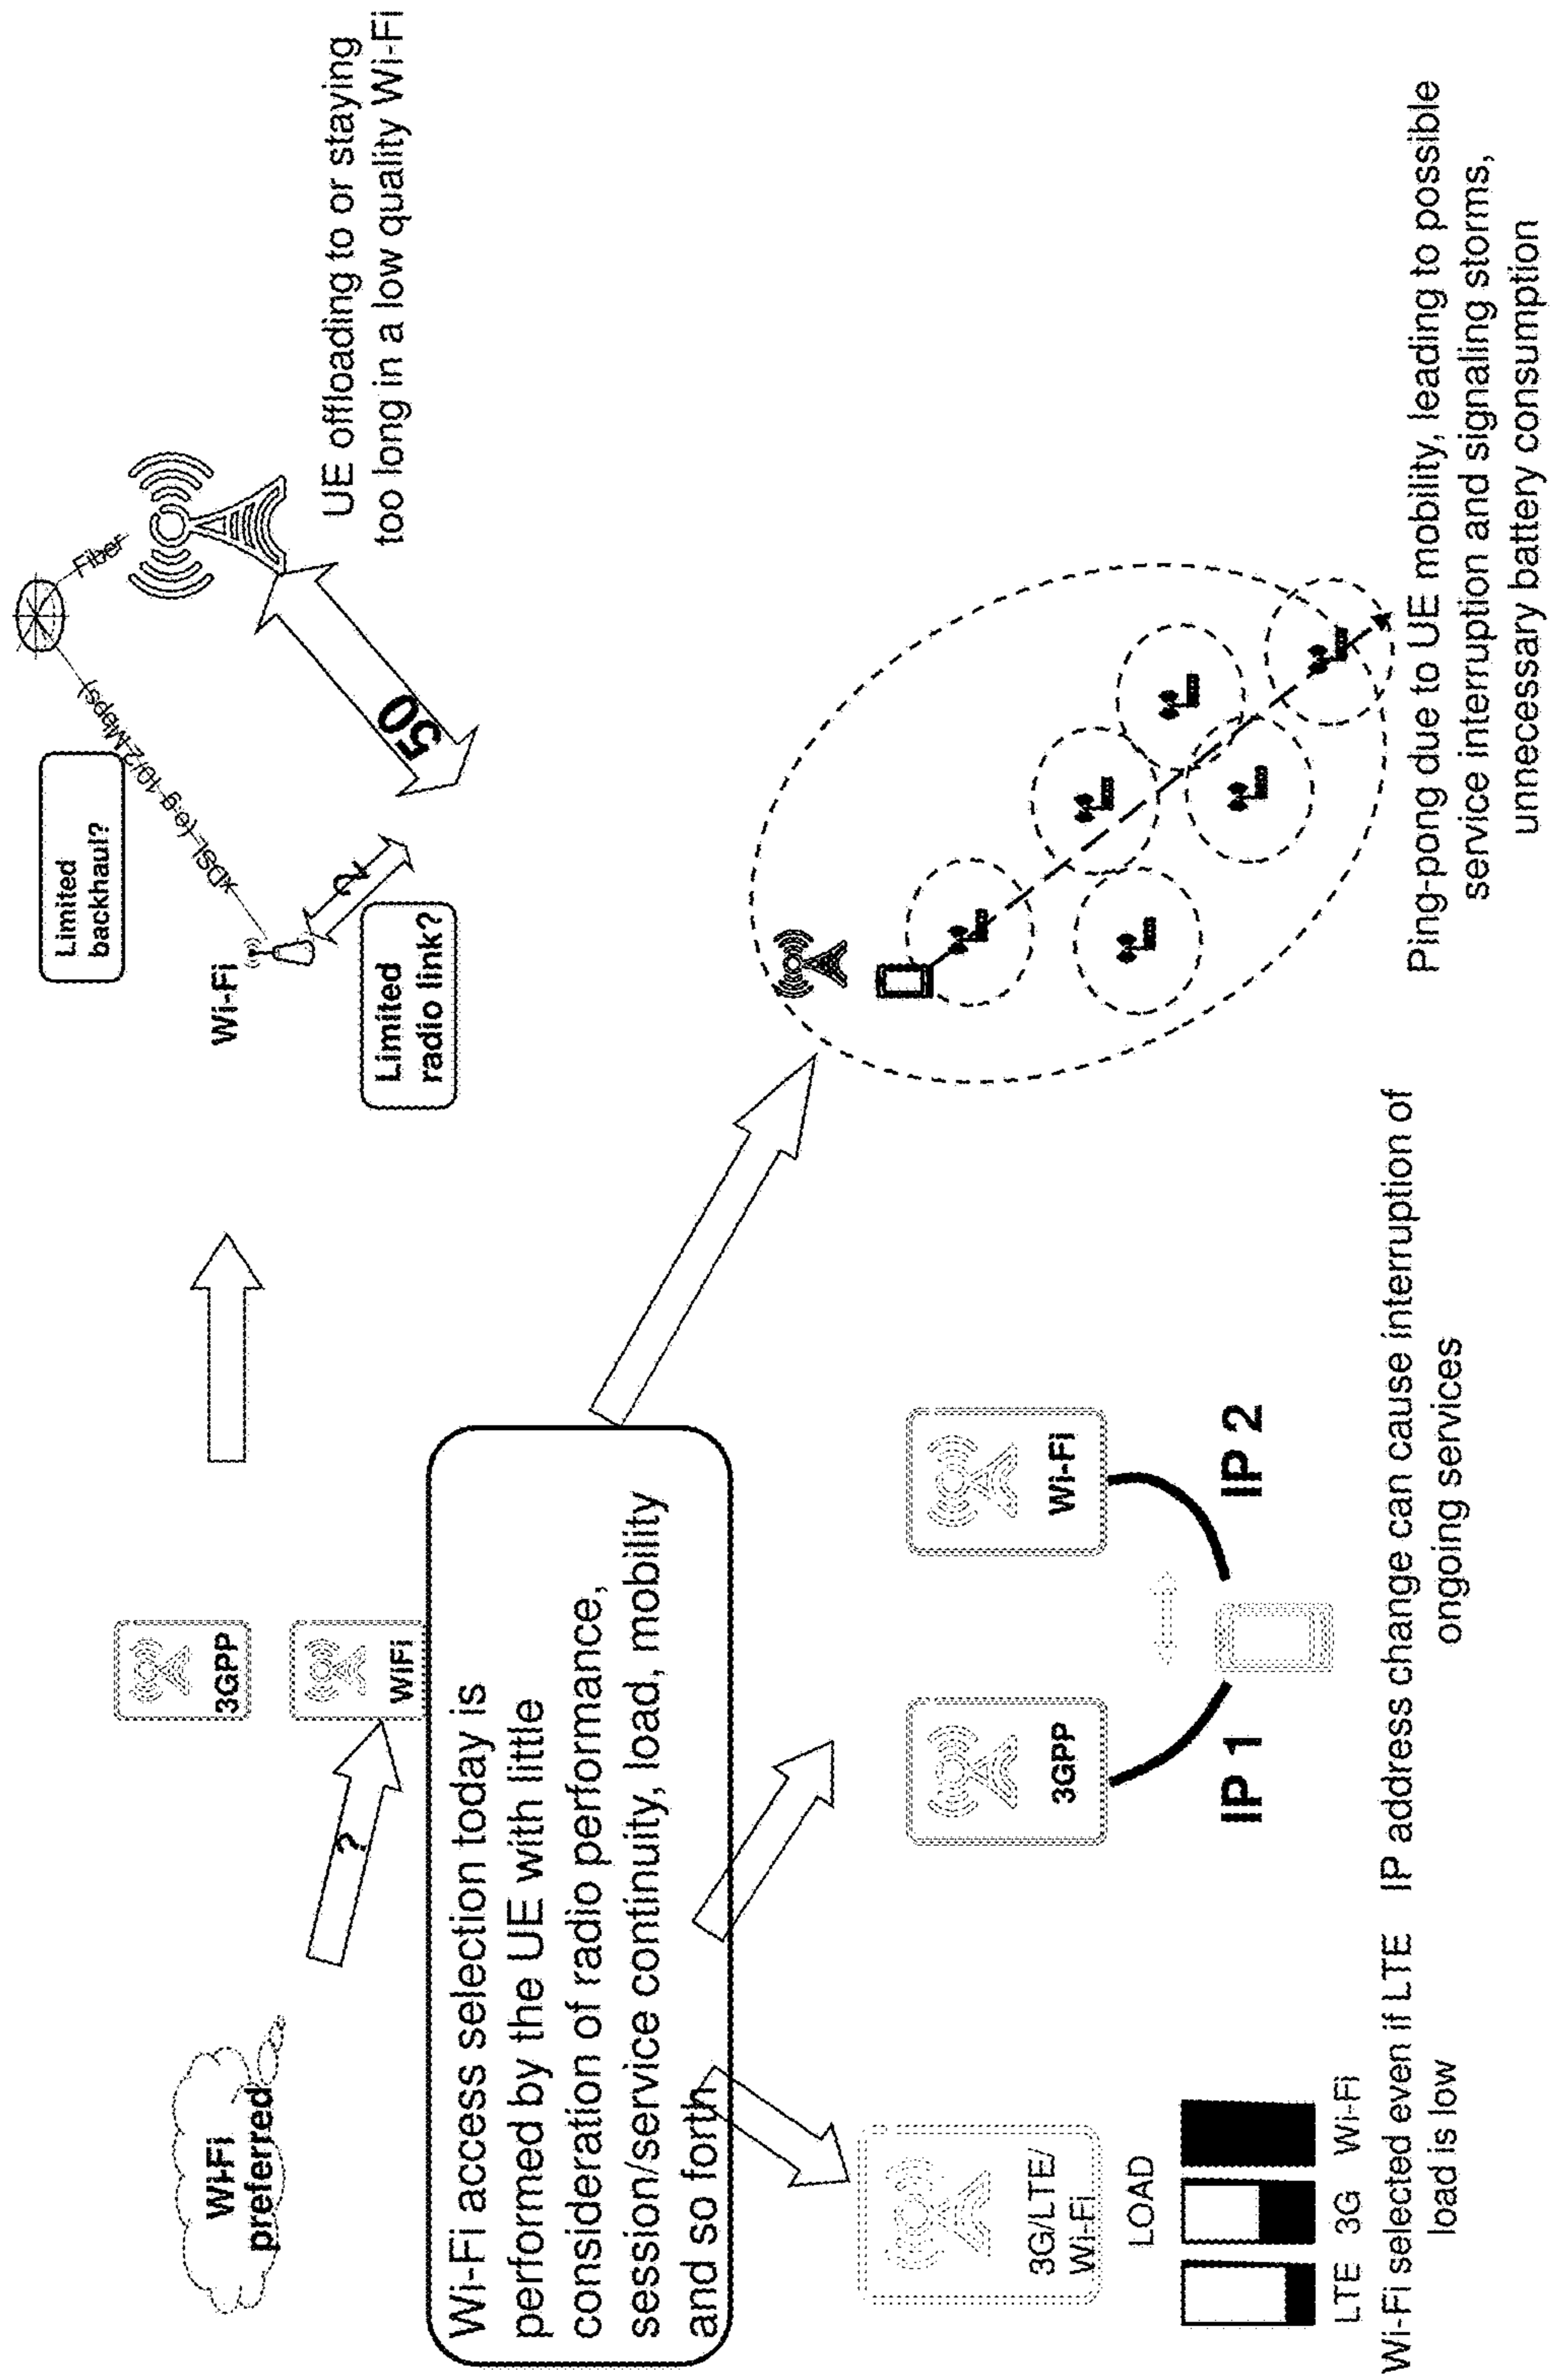 Wi-Fi
preferred
?
3GPP
WiFi
Wi-Fi access selection today is
performed by the UE with little
consideration of radio performance,
session/service continuity, load, mobility
and so forth
Limited
backhaul?
xDSL (e.g. 10/2 Mbps)
Fiber
Wi-Fi
Limited
radio link?
50
UE offloading to or staying
too long in a low quality Wi-Fi
3G/LTE/
Wi-Fi
LOAD
LTE 3G Wi-Fi
Wi-Fi selected even if LTE
load is low
3GPP
Wi-Fi
IP 1
IP 2
IP address change can cause interruption of
ongoing services
Ping-pong due to UE mobility, leading to possible
service interruption and signaling storms,
unnecessary battery consumption